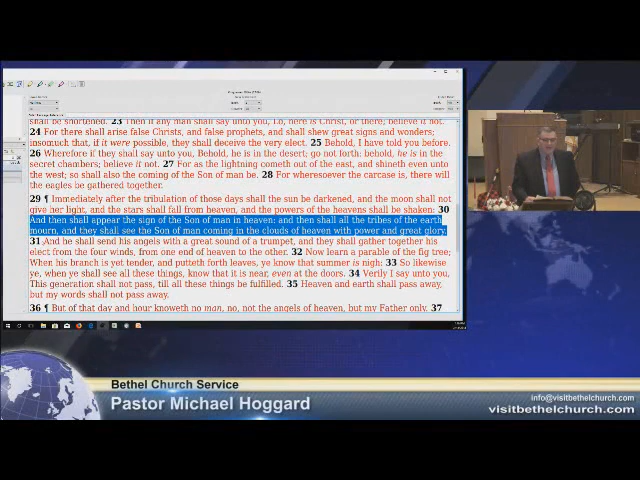 shall be shortened. 23 Then if any man shall say unto you, Lo, here is Christ, or there; believe it not.
24 For there shall arise false Christs, and false prophets, and shall shew great signs and wonders;
insomuch that, if it were possible, they shall deceive the very elect. 25 Behold, I have told you before.
26 Wherefore if they shall say unto you, Behold, he is in the desert; go not forth: behold, he is in the
secret chambers; believe it not. 27 For as the lightning cometh out of the east, and shineth even unto
the west; so shall also the coming of the Son of man be. 28 For wheresoever the carcase is, there will
the eagles be gathered together.
29 ¶ Immediately after the tribulation of those days shall the sun be darkened, and the moon shall not
give her light, and the stars shall fall from heaven, and the powers of the heavens shall be shaken: 30
And then shall appear the sign of the Son of man in heaven: and then shall all the tribes of the earth
mourn, and they shall see the Son of man coming in the clouds of heaven with power and great glory.
31 And he shall send his angels with a great sound of a trumpet, and they shall gather together his
elect from the four winds, from one end of heaven to the other. 32 Now learn a parable of the fig tree;
When his branch is yet tender, and putteth forth leaves, ye know that summer is nigh: 33 So likewise
ye, when ye shall see all these things, know that it is near, even at the doors. 34 Verily I say unto you,
This generation shall not pass, till all these things be fulfilled. 35 Heaven and earth shall pass away,
but my words shall not pass away.
36 ¶ But of that day and hour knoweth no man, no, not the angels of heaven, but my Father only. 37
Bethel Church Service
Pastor Michael Hoggard
info@visitbethelchurch.com
visitbethelchurch.com